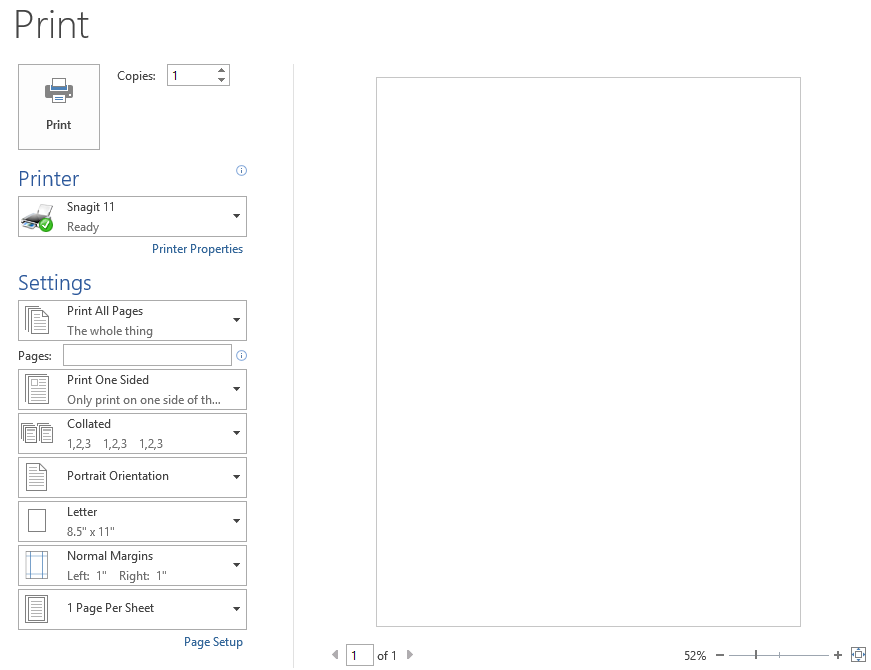 Print
Copies: 1
Print
Printer
Snagit 11
Ready
Printer Properties
Settings
Print All Pages
The whole thing
Pages:
Print One Sided
Only print on one side of th...
Collated
1,2,3 1,2,3 1,2,3
Portrait Orientation
Letter
8.5" x 11"
Normal Margins
Left: 1" Right: 1"
1 Page Per Sheet
Page Setup
1 of 1
52%